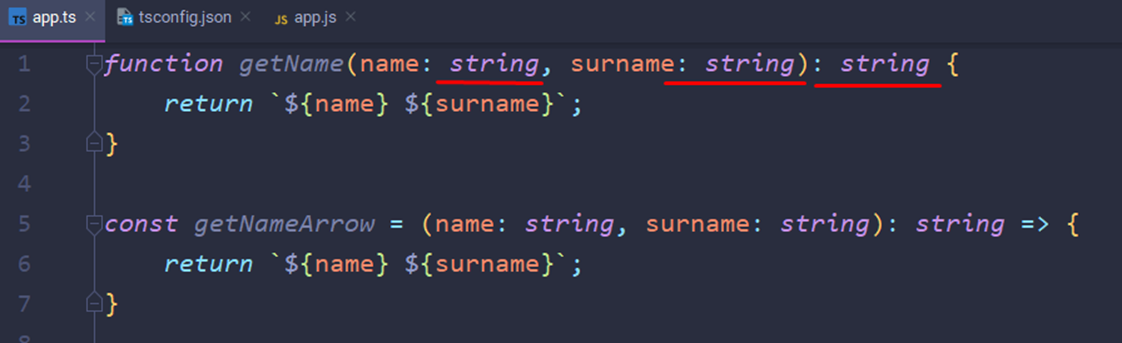 TS app.ts × tsconfig.json × JS app.js ×
1 function getName(name: string, surname: string): string {
2     return `${name} ${surname}`;
3 }
4
5 const getNameArrow = (name: string, surname: string): string => {
6     return `${name} ${surname}`;
7 }
8